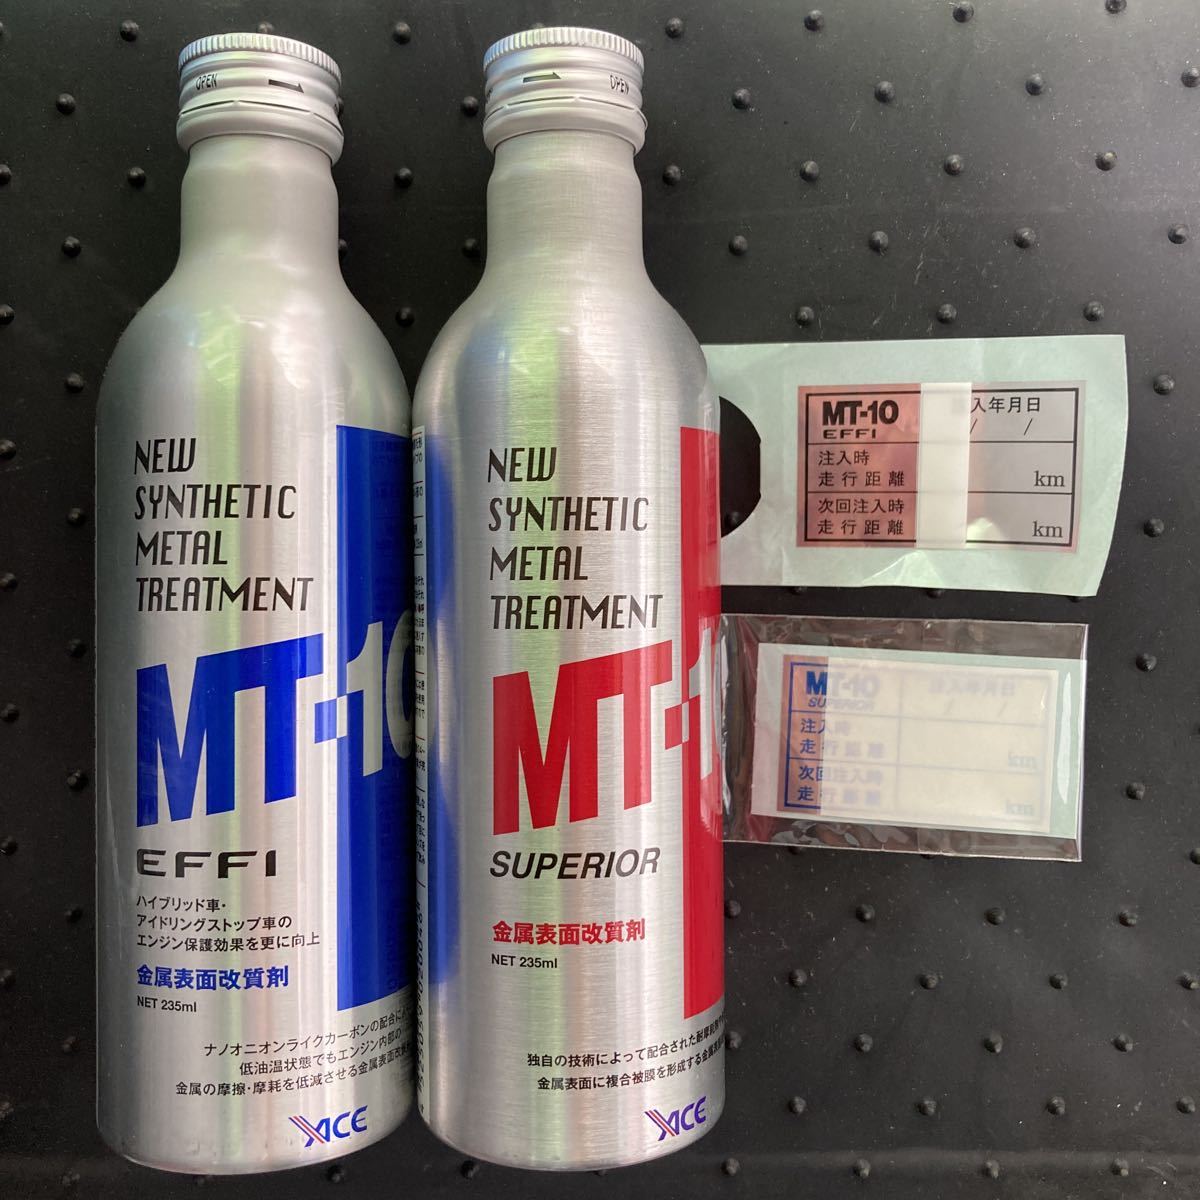 OPEN
NEW
SYNTHETIC
METAL
TREATMENT
MT-10
EFFI
ハイブリッド車・
アイドリングストップ車の
エンジン保護効果を更に向上
金属表面改質剤
NET 235ml
ナノオニオンライクカーボンの配合に
低油温状態でもエンジン内部の
金属の摩擦・摩耗を低減させる金属表面改
ACE
OPEN
NEW
SYNTHETIC
METAL
TREATMENT
MT-1
SUPERIOR
金属表面改質剤
NET 235ml
独自の技術によって配合された耐摩耗剤
金属表面に複合被膜を形成する金属表
ACE
MT-10 入年月日
EFFI / /
注入時
走行距離 km
次回注入時
走行距離 km
MT-10 入年月日
SUPERIOR / /
注入時
走行距離 km
次回注入時
走行距離 km